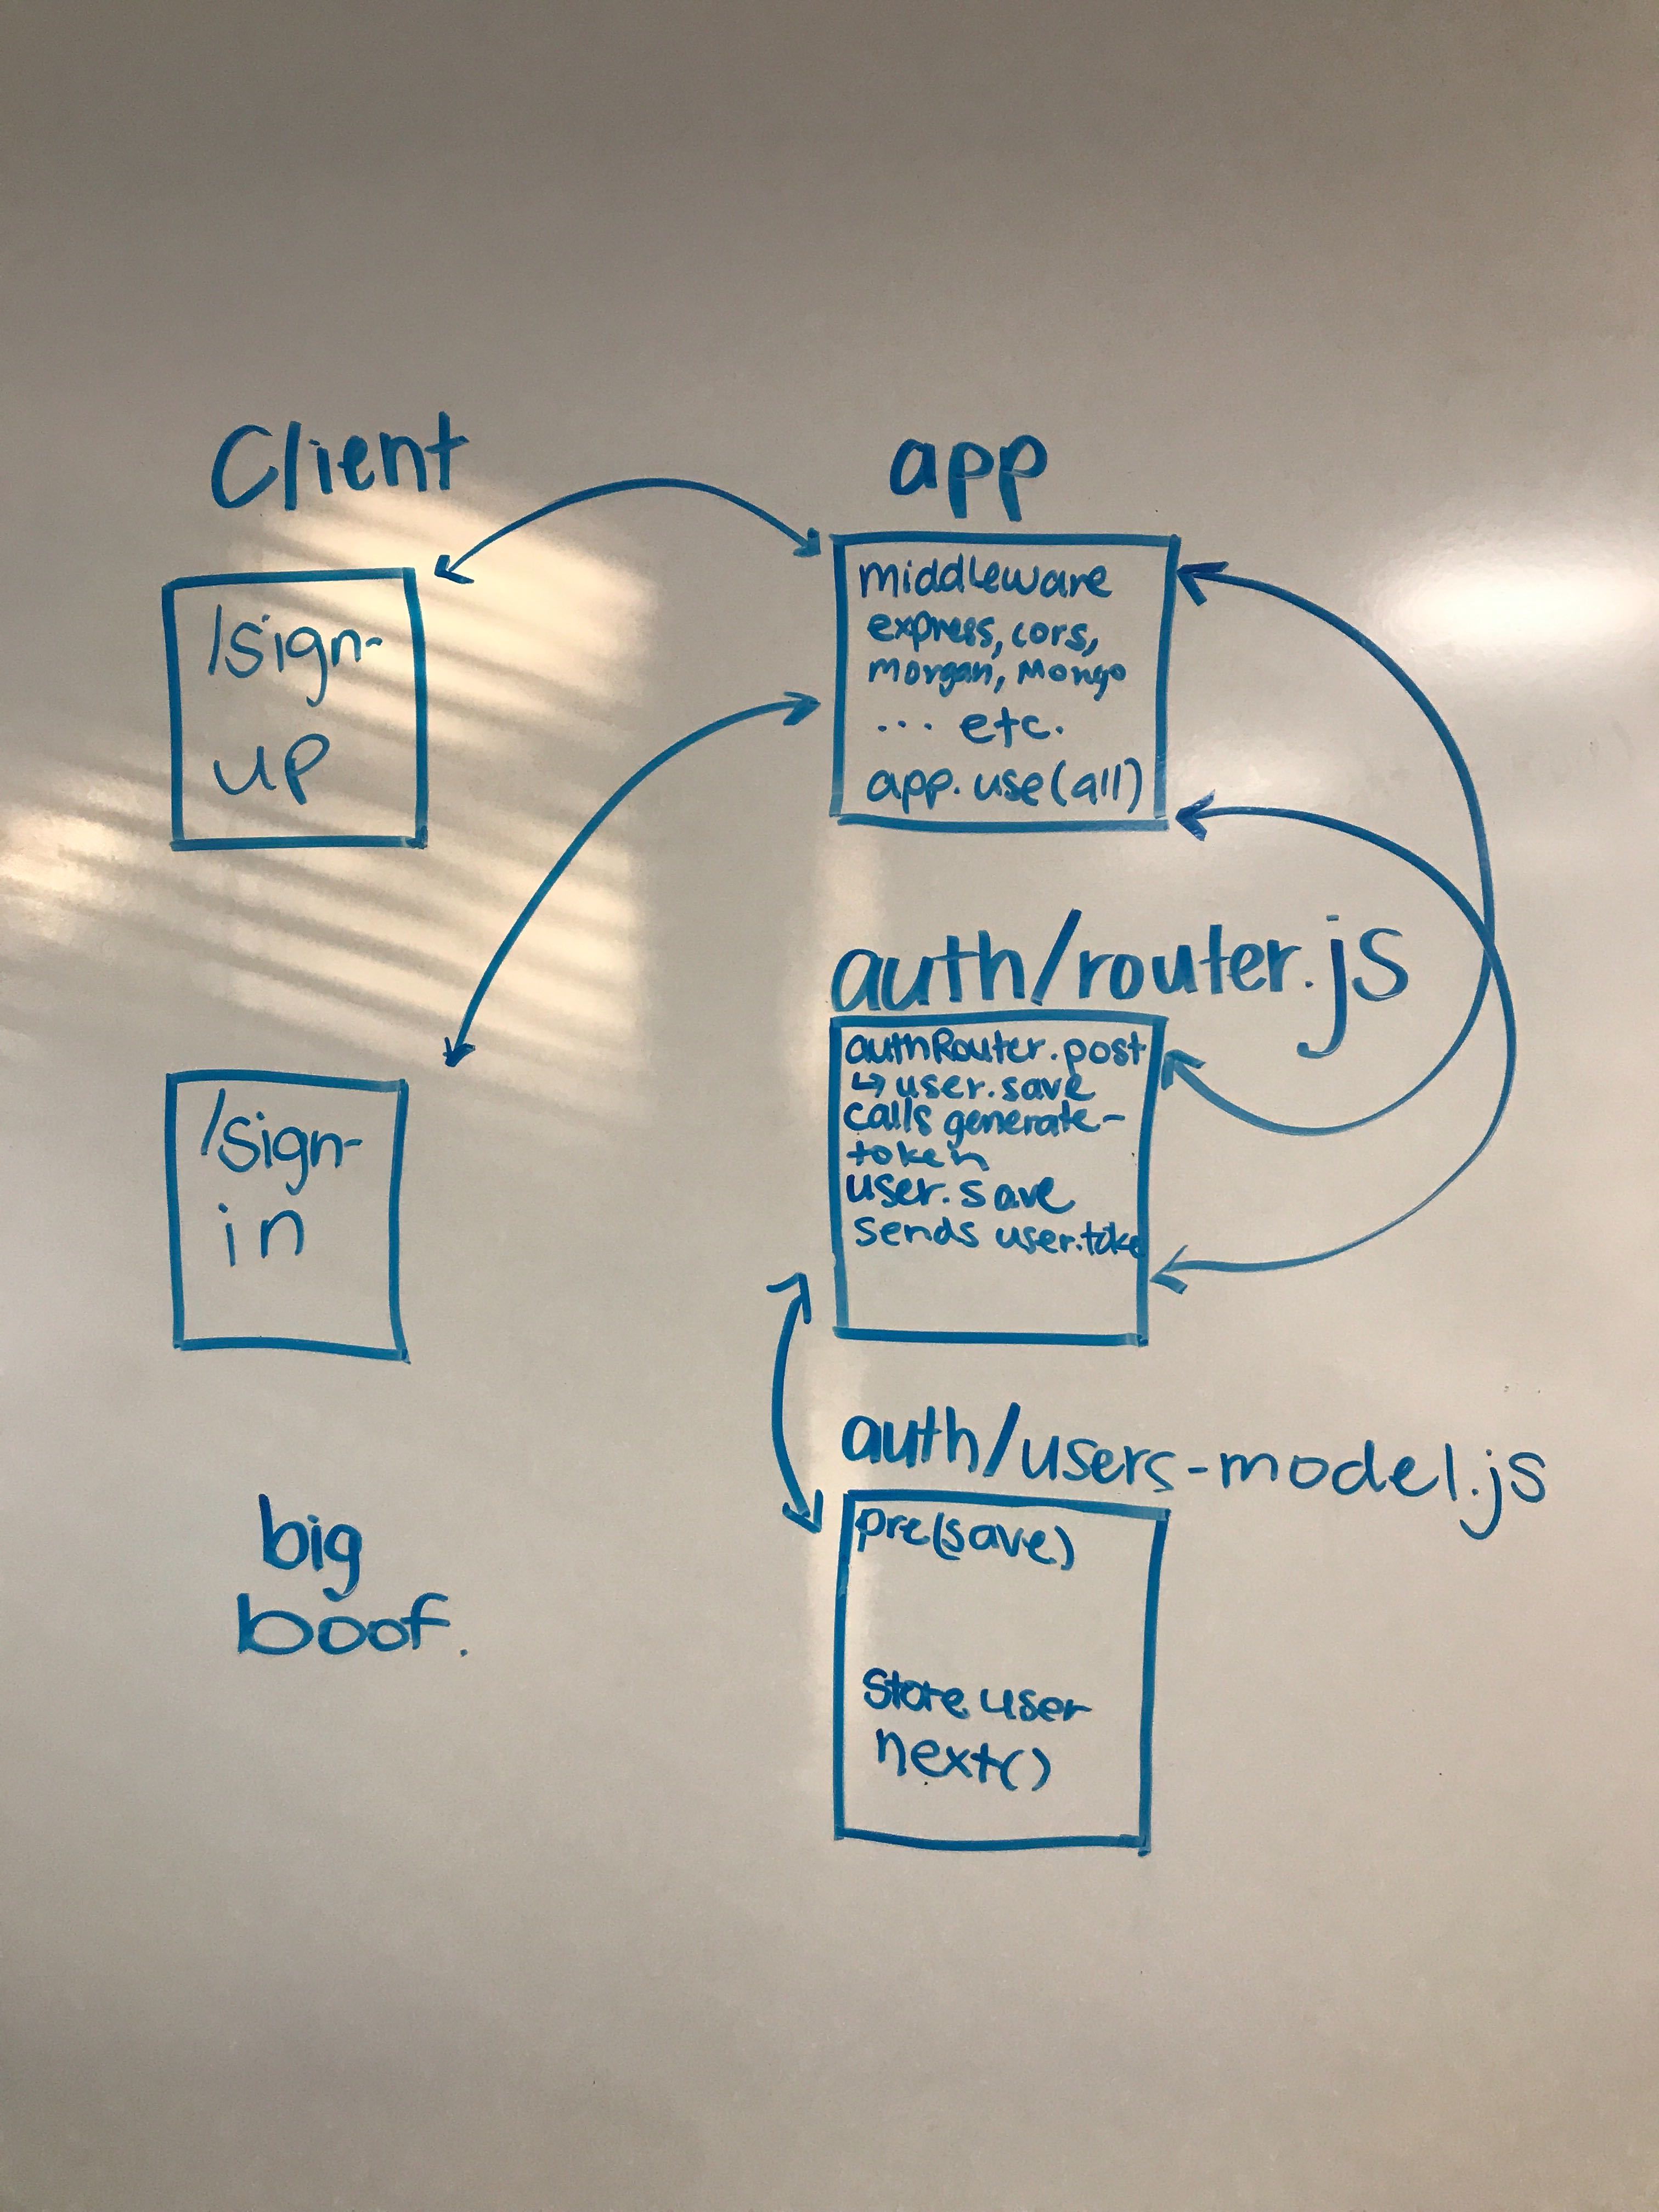 Client
/sign-
up
/sign-
in
big
boof.
app
middleware
express, cors,
morgan, Mongo
... etc.
app.use(all)
auth/router.js
authRouter.post
↳ user.save
calls generate-
token
user.save
sends user.toke
auth/users-model.js
pre(save)
Store user
next()